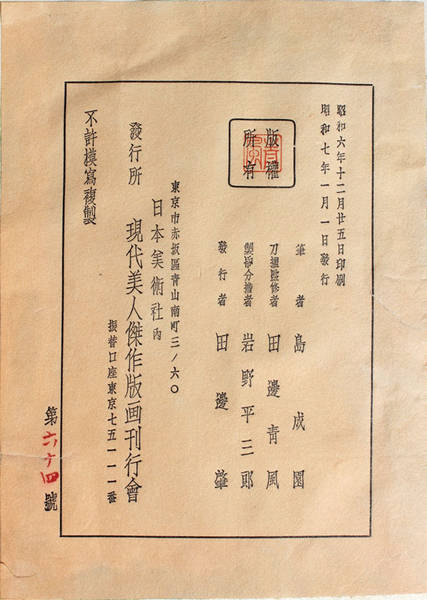 昭和六年十二月廿五日印刷
昭和七年一月一日發行
版權
所有
筆者 島成園
刀摺監修者 田邊青風
製紙分擔者 岩野平三郎
發行者 田邊肇
東京市赤坂區青山南町三ノ六〇
日本美術社内
發行所 現代美人傑作版画刊行會
振替口座東京七五一一一番
不許模寫複製
第六十四號